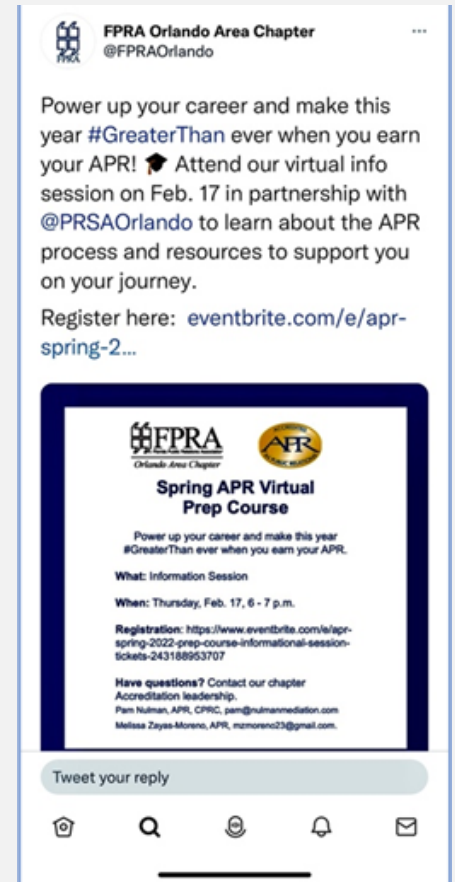 FPRA Orlando Area Chapter
@FPRAOrlando
Power up your career and make this
year #GreaterThan ever when you earn
your APR! 🎓 Attend our virtual info
session on Feb. 17 in partnership with
@PRSAOrlando to learn about the APR
process and resources to support you
on your journey.
Register here: eventbrite.com/e/apr-
spring-2...
FPRA
Orlando Area Chapter
ACCREDITED
APR
Spring APR Virtual
Prep Course
Power up your career and make this year
#GreaterThan ever when you earn your APR.
What: Information Session
When: Thursday, Feb. 17, 6 - 7 p.m.
Registration: https://www.eventbrite.com/e/apr-
spring-2022-prep-course-informational-session-
tickets-243188953707
Have questions? Contact our chapter
Accreditation leadership.
Pam Nulman, APR, CPRC, pam@nulmanmediation.com
Melissa Zayas-Moreno, APR, mzmoreno23@gmail.com.
Tweet your reply